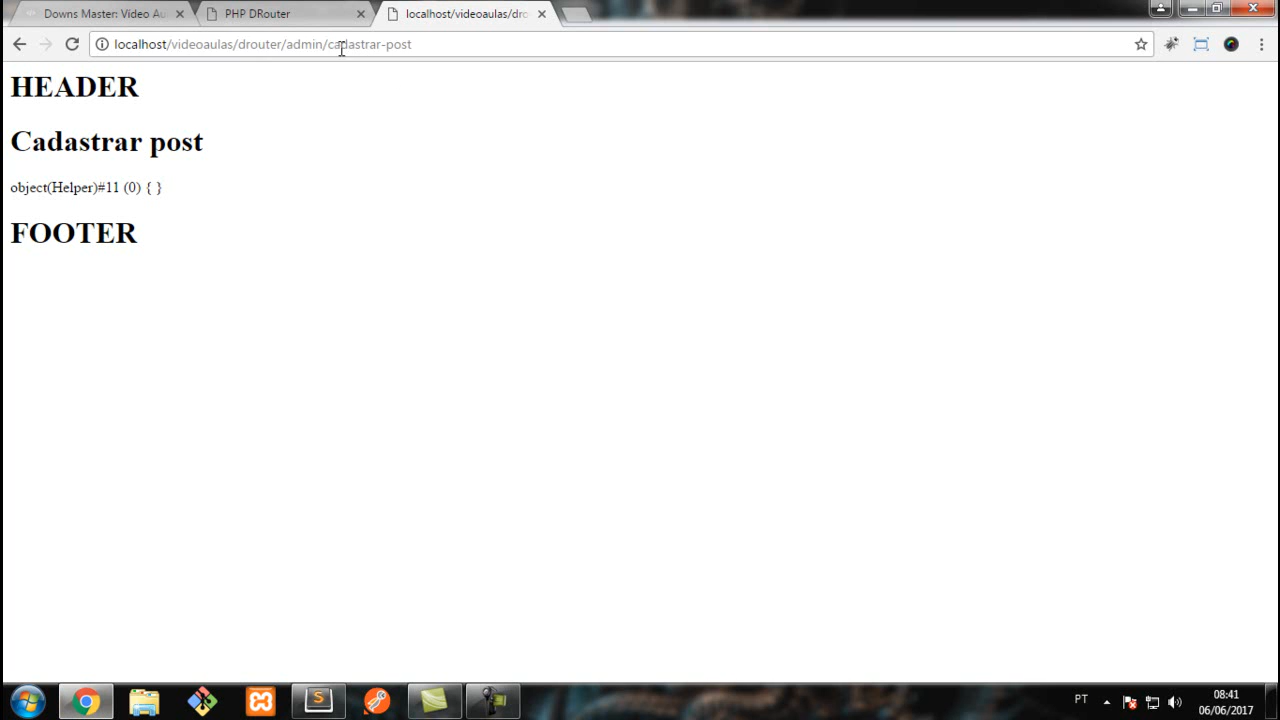 Downs Master: Video Au
PHP DRouter
localhost/videoaulas/dro
localhost/videoaulas/drouter/admin/cadastrar-post
HEADER
Cadastrar post
object(Helper)#11 (0) { }
FOOTER
PT
08:41
06/06/2017